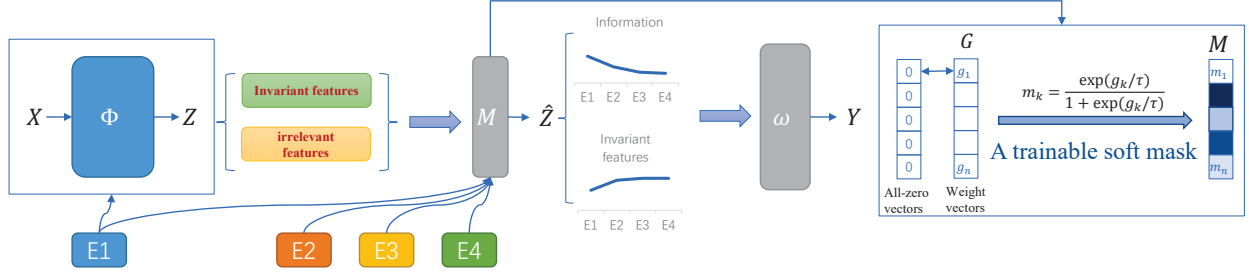 X
Φ
Z
Invariant features
irrelevant
features
M
Ẑ
Information
E1 E2 E3 E4
Invariant
features
E1 E2 E3 E4
ω
Y
E1
E2
E3
E4
G
M
0
0
0
0
0
g₁
gₙ
All-zero
vectors
Weight
vectors
mₖ = exp(gₖ/τ) / 1 + exp(gₖ/τ)
A trainable soft mask
m₁
mₙ